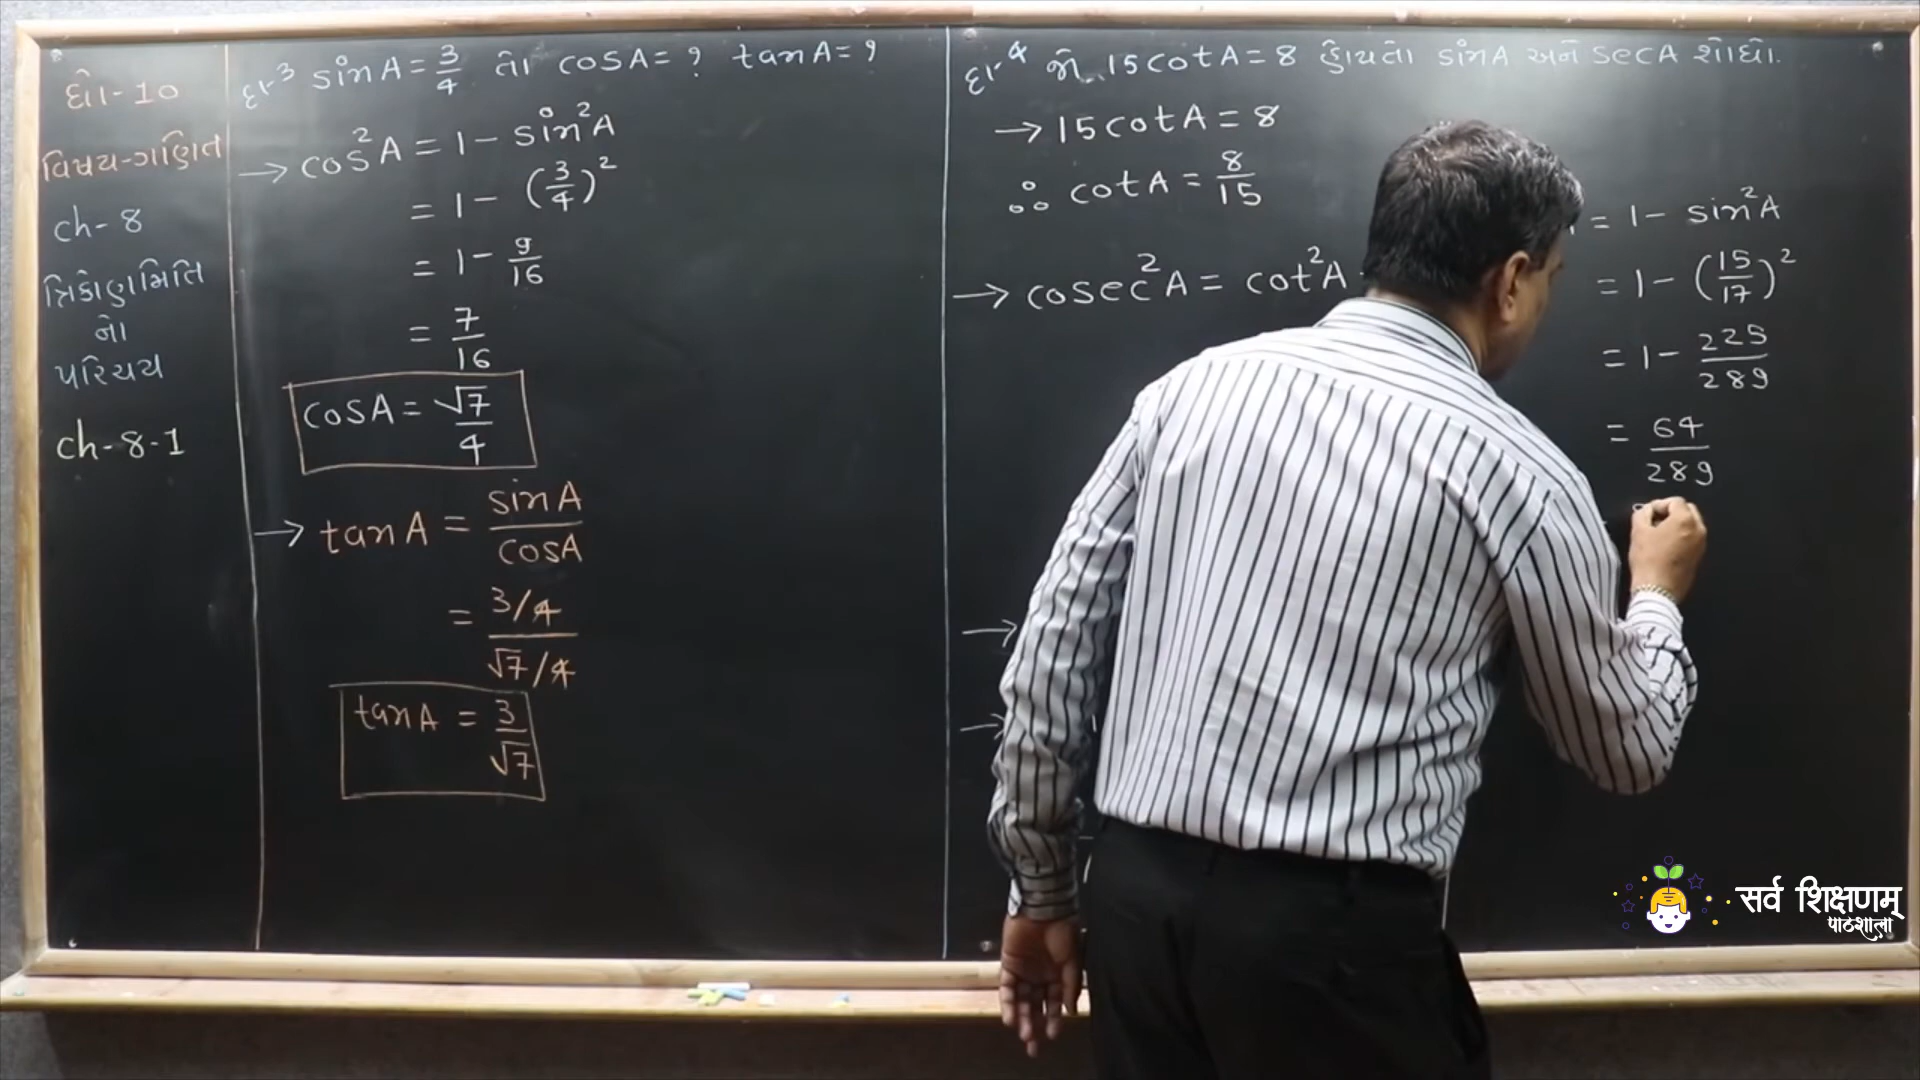 ધો-10
વિષય-ગણિત
ch-8
ત્રિકોણમિતિ
નો
પરિચય
ch-8-1
દા-3 sinA = 3/4 તો cosA = ? tanA = ?
→ cos²A = 1 - sin²A
= 1 - (3/4)²
= 1 - 9/16
= 7/16
cosA = √7/4
→ tanA = sinA/cosA
= 3/4 / √7/4
tanA = 3/√7
દા-4 જો 15cotA = 8 હોય તો sinA અને secA શોધો.
→ 15cotA = 8
∴ cotA = 8/15
→ cosec²A = cot²A
→
→
= 1 - sin²A
= 1 - (15/17)²
= 1 - 225/289
= 64/289
सर्व शिक्षणम्
पाठशाला